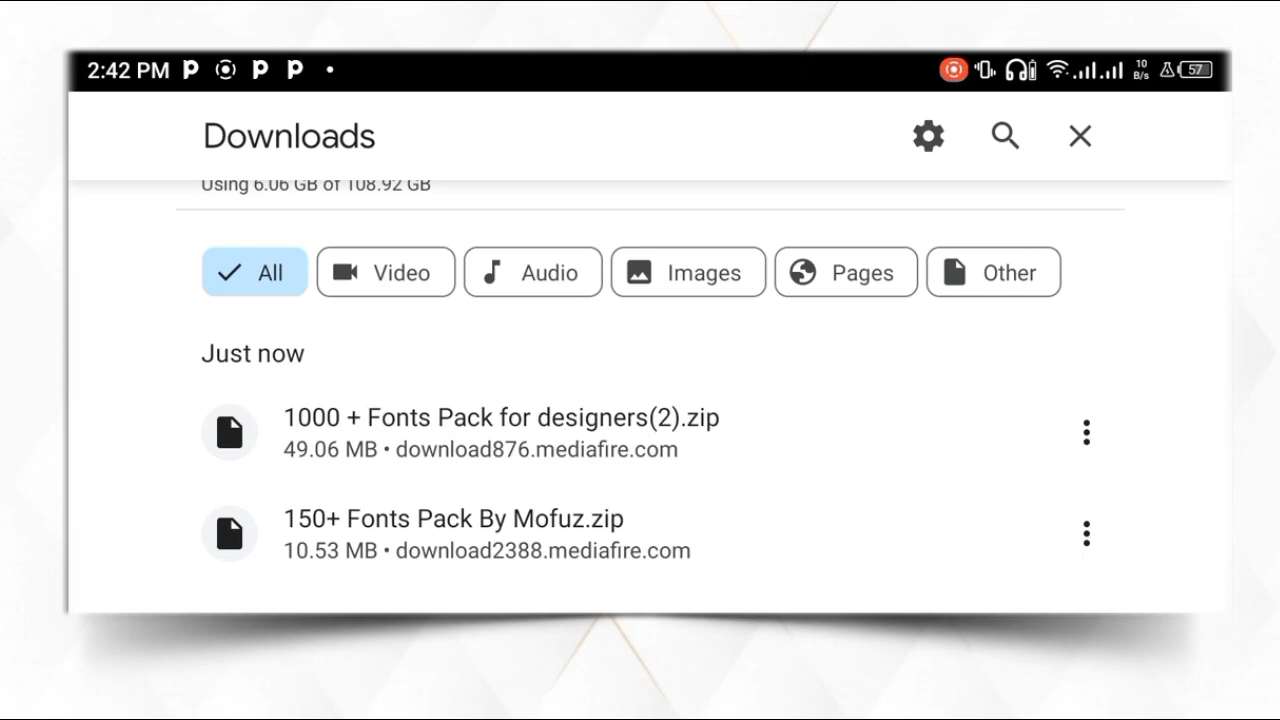 2:42 PM
10
B/s
57
Downloads
Using 6.06 GB of 108.92 GB
All
Video
Audio
Images
Pages
Other
Just now
1000 + Fonts Pack for designers(2).zip
49.06 MB • download876.mediafire.com
150+ Fonts Pack By Mofuz.zip
10.53 MB • download2388.mediafire.com